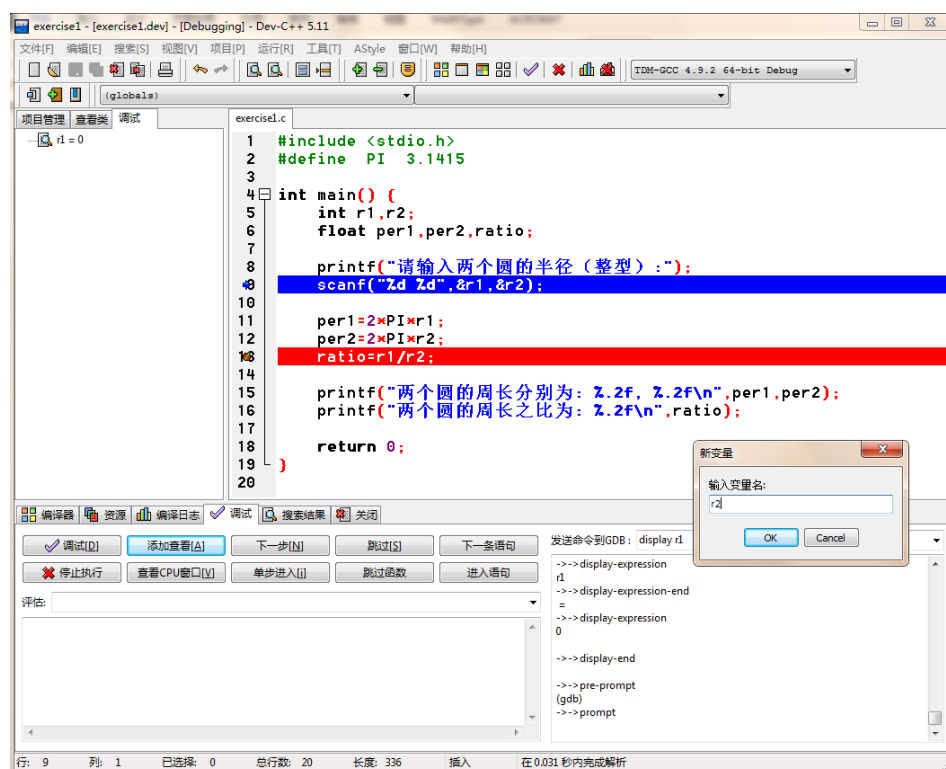 exercise1 - [exercise1.dev] - [Debugging] - Dev-C++ 5.11
文件[F] 编辑[E] 搜索[S] 视图[V] 项目[P] 运行[R] 工具[T] AStyle 窗口[W] 帮助[H]
TDM-GCC 4.9.2 64-bit Debug
(globals)
项目管理 查看类 调试
r1 = 0
exercise1.c
1 #include <stdio.h>
2 #define PI 3.1415
3
4 int main() {
5 int r1,r2;
6 float per1,per2,ratio;
7
8 printf("请输入两个圆的半径（整型）:");
9 scanf("%d %d",&r1,&r2);
10
11 per1=2*PI*r1;
12 per2=2*PI*r2;
13 ratio=r1/r2;
14
15 printf("两个圆的周长分别为: %.2f, %.2f\n",per1,per2);
16 printf("两个圆的周长之比为: %.2f\n",ratio);
17
18 return 0;
19 }
20
新变量
输入变量名:
r2
OK Cancel
编译器 资源 编译日志 调试 搜索结果 关闭
调试[D] 添加查看[A] 下一步[N] 跳过[S] 下一条语句
停止执行 查看CPU窗口[V] 单步进入[i] 跳过函数 进入语句
评估:
发送命令到GDB: display r1
->->display-expression
r1
->->display-expression-end
=
->->display-expression
0
->->display-end
->->pre-prompt
(gdb)
->->prompt
行: 9 列: 1 已选择: 0 总行数: 20 长度: 336 插入 在 0.031 秒内完成解析